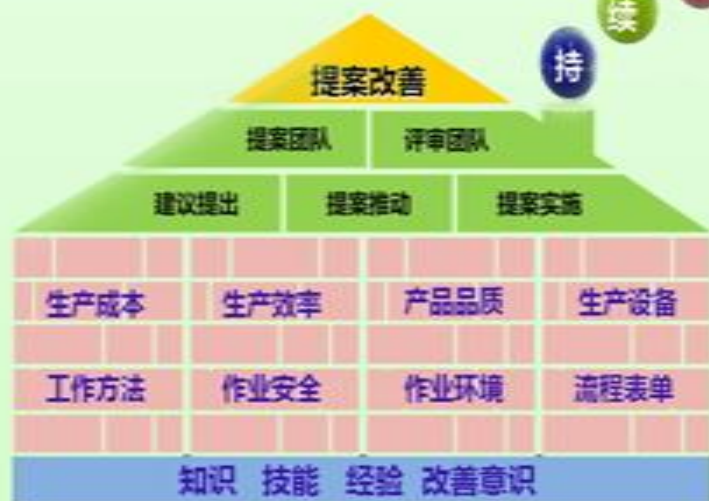 续
持
提案改善
提案团队 评审团队
建议提出 提案推动 提案实施
生产成本 生产效率 产品品质 生产设备
工作方法 作业安全 作业环境 流程表单
知识 技能 经验 改善意识